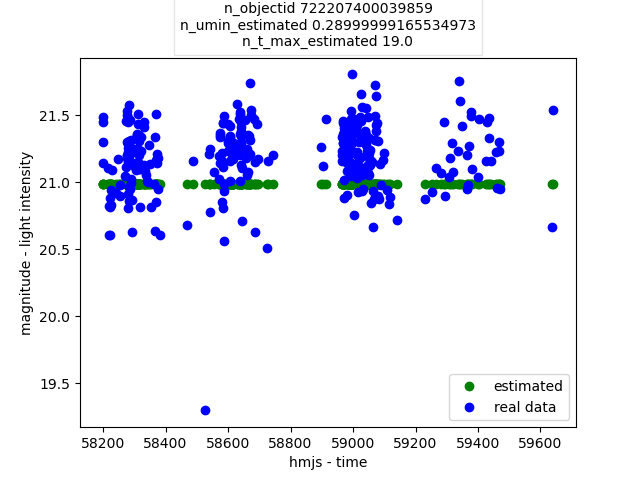 n_objectid 722207400039859
n_umin_estimated 0.28999999165534973
n_t_max_estimated 19.0
magnitude - light intensity
21.5
21.0
20.5
20.0
19.5
estimated
real data
58200 58400 58600 58800 59000 59200 59400 59600
hmjs - time